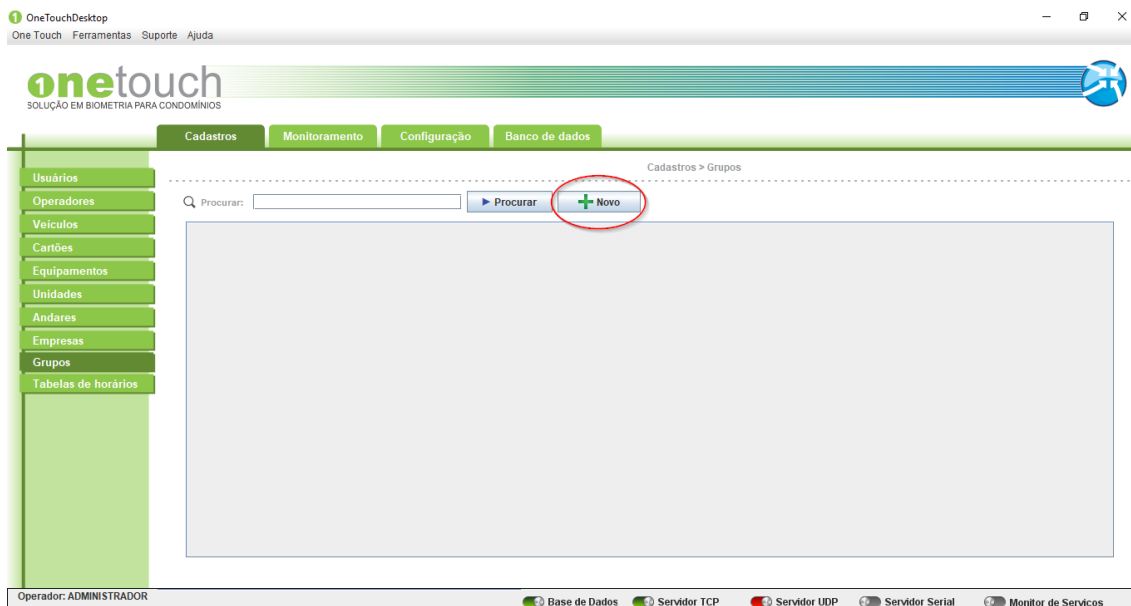 OneTouchDesktop
One Touch Ferramentas Suporte Ajuda
onetouch
SOLUÇÃO EM BIOMETRIA PARA CONDOMÍNIOS
Cadastros Monitoramento Configuração Banco de dados
Cadastros > Grupos
Usuários
Operadores
Veículos
Cartões
Equipamentos
Unidades
Andares
Empresas
Grupos
Tabelas de horários
Procurar: Procurar Novo
Operador: ADMINISTRADOR
Base de Dados Servidor TCP Servidor UDP Servidor Serial Monitor de Serviços